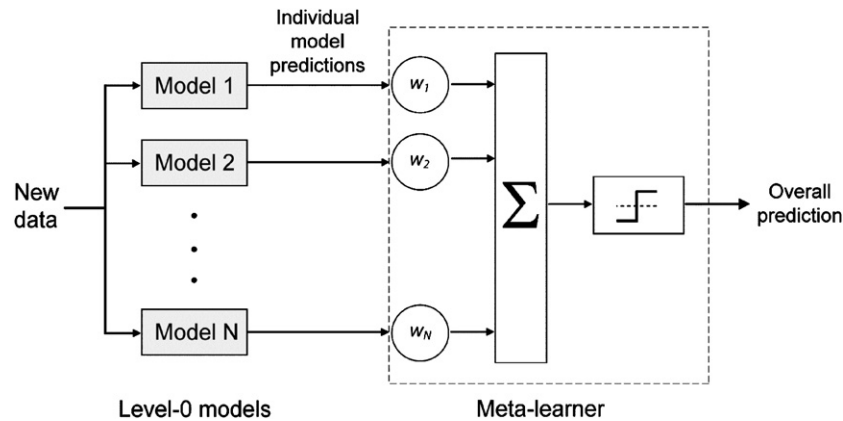 Individual
model
predictions
Model 1
w₁
Model 2
w₂
New
data
Σ
Overall
prediction
Model N
w_N
Level-0 models
Meta-learner